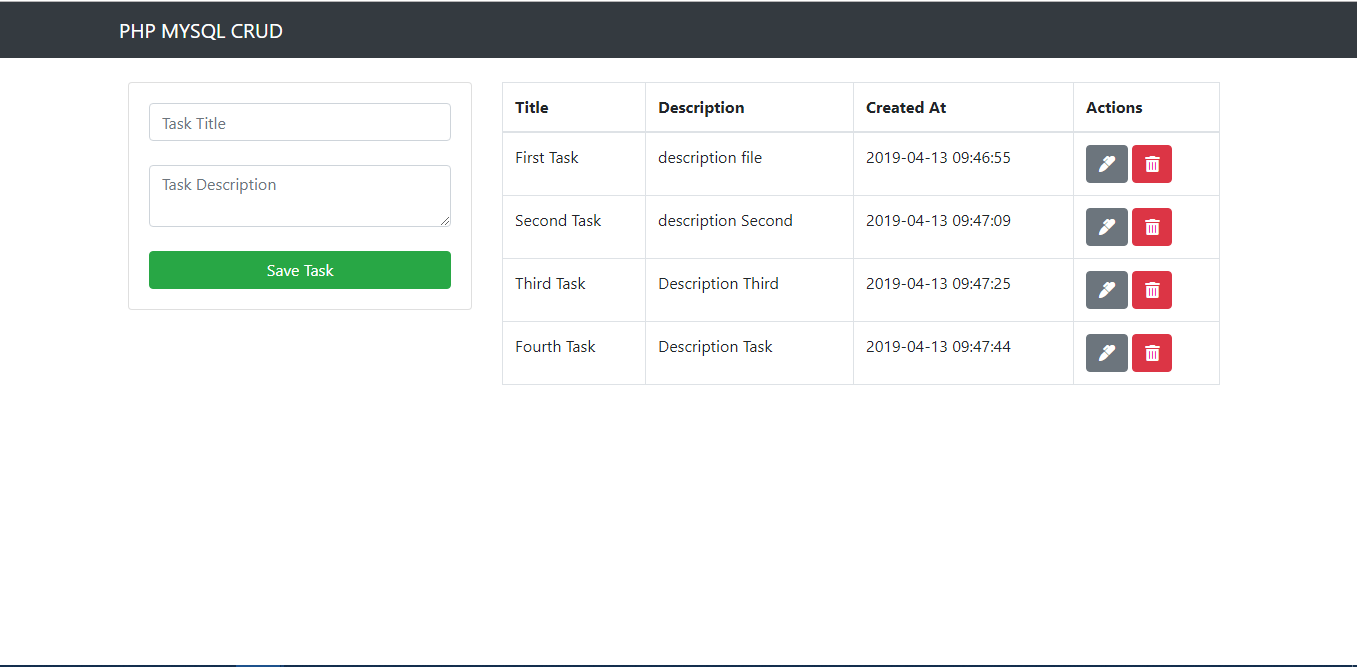 PHP MYSQL CRUD
Task Title
Task Description
Save Task
Title Description Created At Actions
First Task description file 2019-04-13 09:46:55
Second Task description Second 2019-04-13 09:47:09
Third Task Description Third 2019-04-13 09:47:25
Fourth Task Description Task 2019-04-13 09:47:44